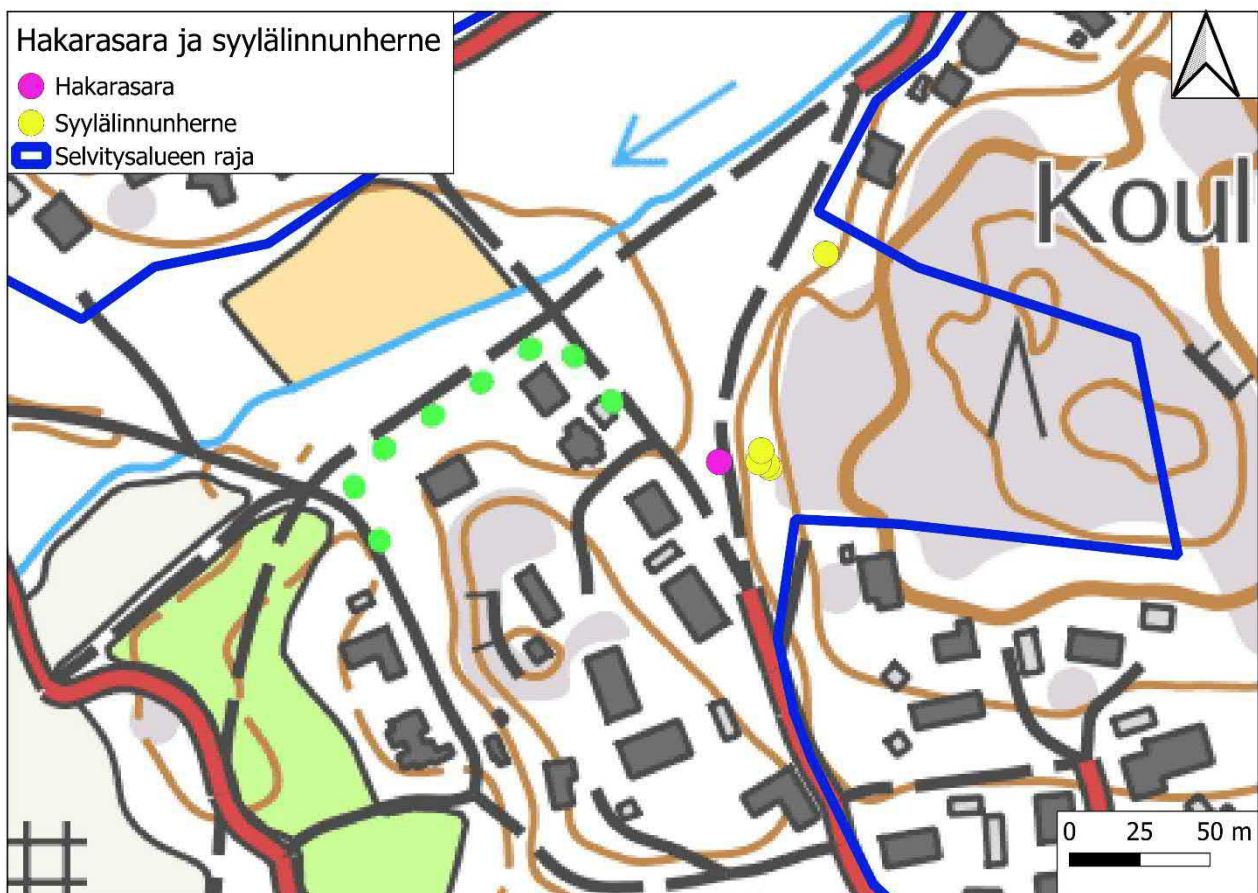 Hakarasara ja syylälinnunherne
Hakarasara
Syylälinnunherne
Selvitysalueen raja
Koul
0 25 50 m